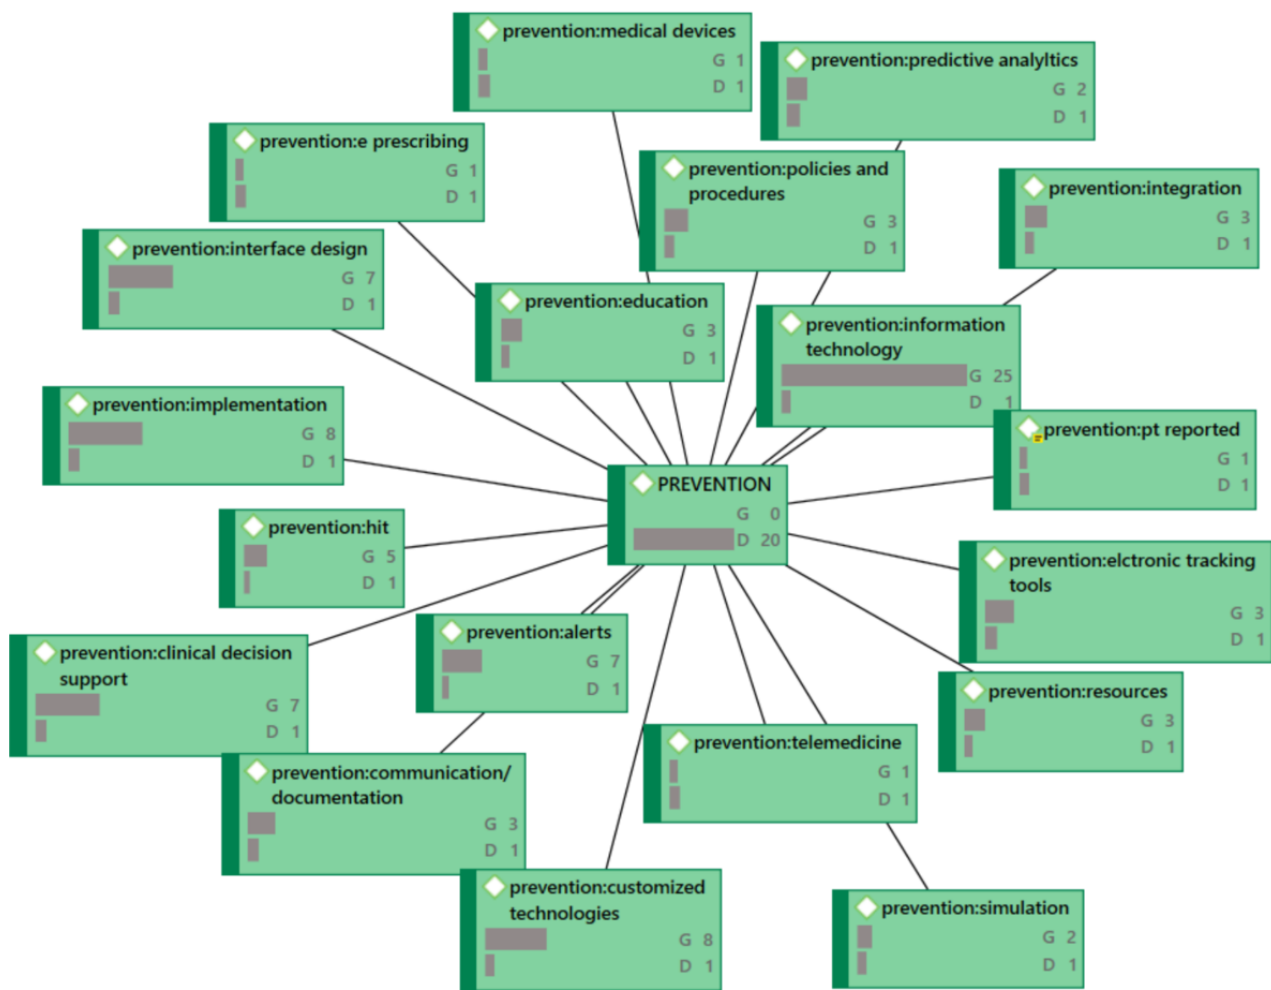 prevention:medical devices
G 1
D 1
prevention:predictive analyltics
G 2
D 1
prevention:e prescribing
G 1
D 1
prevention:policies and
procedures
G 3
D 1
prevention:integration
G 3
D 1
prevention:interface design
G 7
D 1
prevention:education
G 3
D 1
prevention:information
technology
G 25
D 1
prevention:implementation
G 8
D 1
prevention:pt reported
G 1
D 1
PREVENTION
G 0
D 20
prevention:hit
G 5
D 1
prevention:elctronic tracking
tools
G 3
D 1
prevention:clinical decision
support
G 7
D 1
prevention:alerts
G 7
D 1
prevention:resources
G 3
D 1
prevention:communication/
documentation
G 3
D 1
prevention:telemedicine
G 1
D 1
prevention:customized
technologies
G 8
D 1
prevention:simulation
G 2
D 1